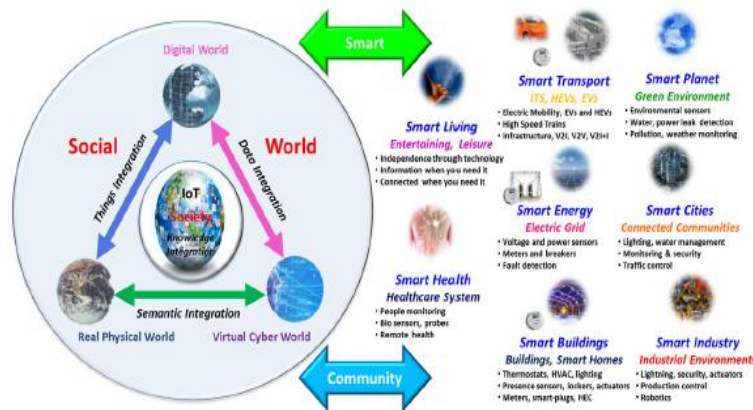 Digital World
Social
World
Things Integration
Data Integration
IoT
Society
Knowledge
Integration
Semantic Integration
Real Physical World
Virtual Cyber World
Smart
Community
Smart Living
Entertaining, Leisure
• Independence through technology
• Information when you need it
• Connected when you need it
Smart Health
Healthcare System
• People monitoring
• Bio sensors, probes
• Remote health
Smart Transport
ITS, HEVs, EVs
• Electric Mobility, EVs and HEVs
• High Speed Trains
• Infrastructure, V2I, V2V, V2I+I
Smart Planet
Green Environment
• Environmental sensors
• Water, power leak detection
• Pollution, weather monitoring
Smart Energy
Electric Grid
• Voltage and power sensors
• Meters and breakers
• Fault detection
Smart Cities
Connected Communities
• Lighting, water management
• Monitoring & security
• Traffic control
Smart Buildings
Buildings, Smart Homes
• Thermostats, HVAC, lighting
• Presence sensors, lockers, actuators
• Meters, smart-plugs, HEC
Smart Industry
Industrial Environments
• Lightning, security, actuators
• Production control
• Robotics